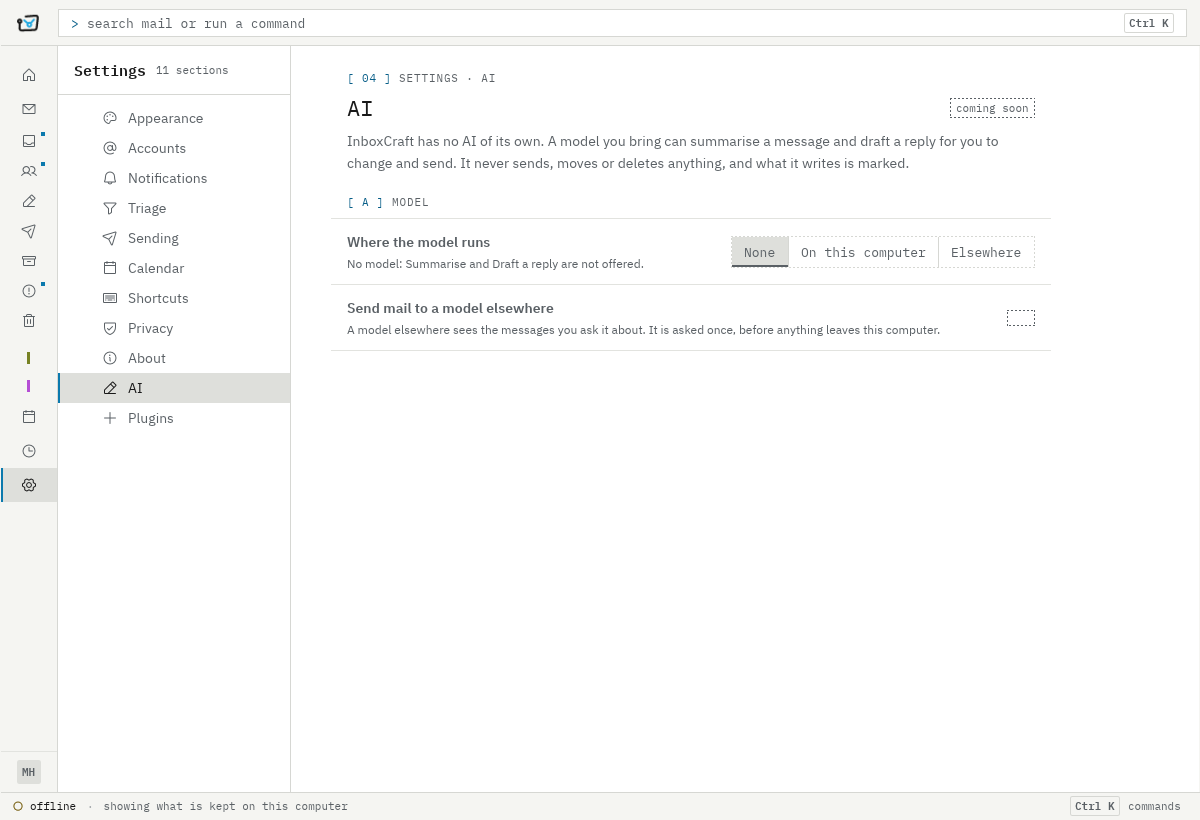 > search mail or run a command
Ctrl K
Settings 11 sections
Appearance
Accounts
Notifications
Triage
Sending
Calendar
Shortcuts
Privacy
About
AI
Plugins
MH
[ 04 ] SETTINGS · AI
AI
coming soon
InboxCraft has no AI of its own. A model you bring can summarise a message and draft a reply for you to
change and send. It never sends, moves or deletes anything, and what it writes is marked.
[ A ] MODEL
Where the model runs
No model: Summarise and Draft a reply are not offered.
None On this computer Elsewhere
Send mail to a model elsewhere
A model elsewhere sees the messages you ask it about. It is asked once, before anything leaves this computer.
offline · showing what is kept on this computer
Ctrl K commands